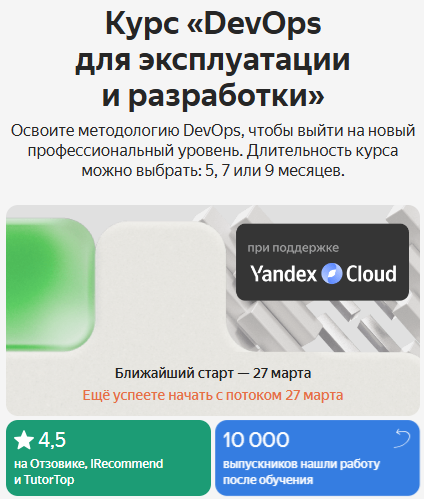 Курс «DevOps
для эксплуатации
и разработки»
Освоите методологию DevOps, чтобы выйти на новый
профессиональный уровень. Длительность курса
можно выбрать: 5, 7 или 9 месяцев.
при поддержке
Yandex Cloud
Ближайший старт — 27 марта
Ещё успеете начать с потоком 27 марта
4,5
на Отзовике, IRecommend
и TutorTop
10 000
выпускников нашли работу
после обучения